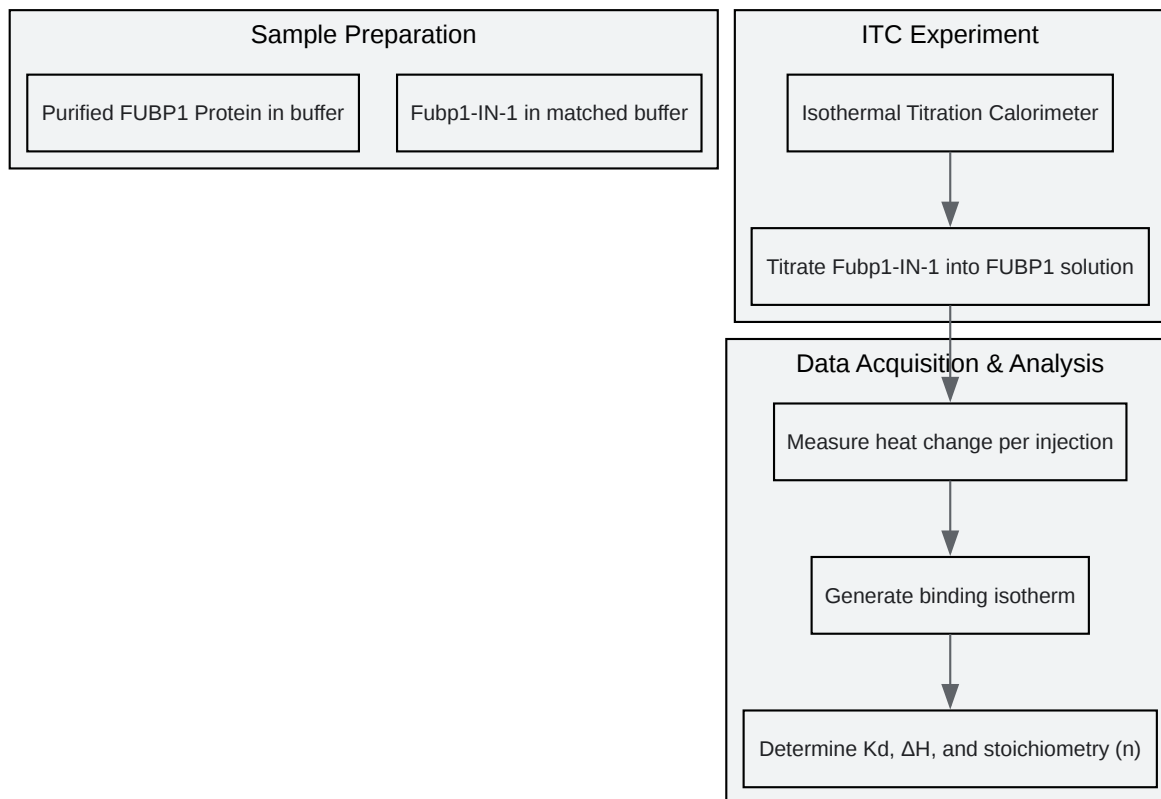 Sample Preparation
Purified FUBP1 Protein in buffer
Fubp1-IN-1 in matched buffer
ITC Experiment
Isothermal Titration Calorimeter
Titrate Fubp1-IN-1 into FUBP1 solution
Data Acquisition & Analysis
Measure heat change per injection
Generate binding isotherm
Determine Kd, ΔH, and stoichiometry (n)